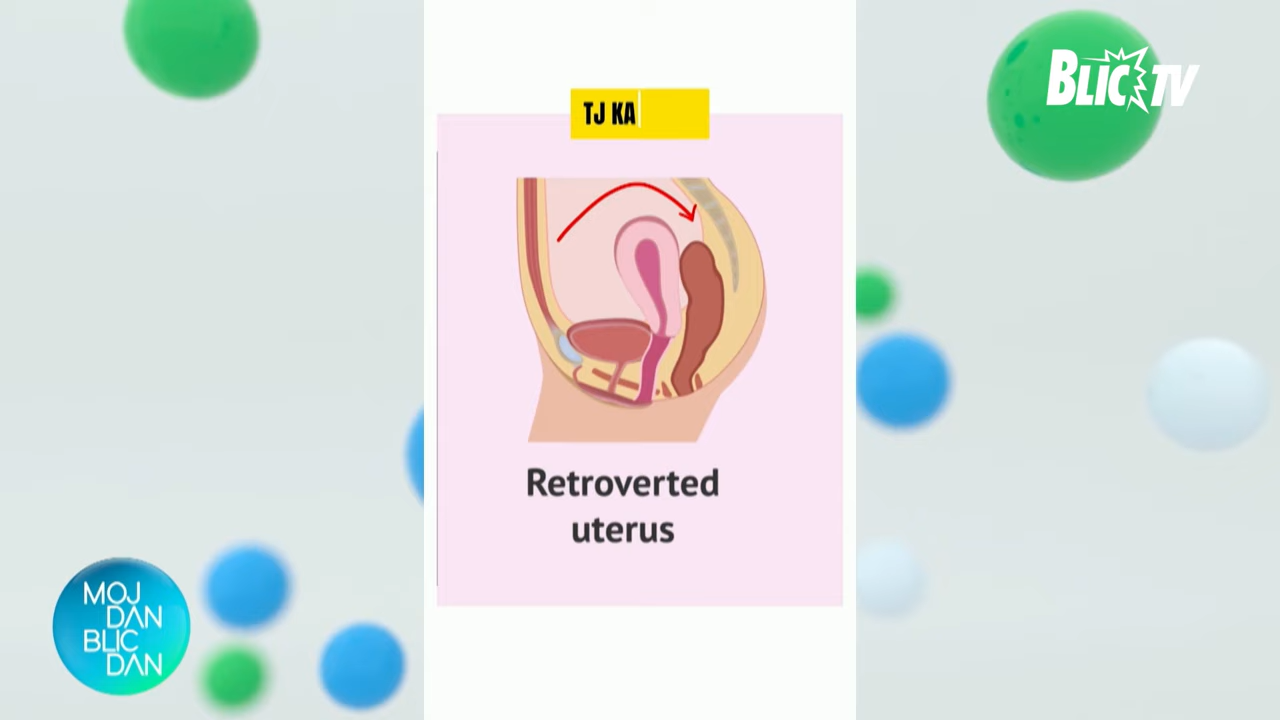 BLIC TV
TJ KA
Retroverted
uterus
MOJ
DAN
BLIC
DAN